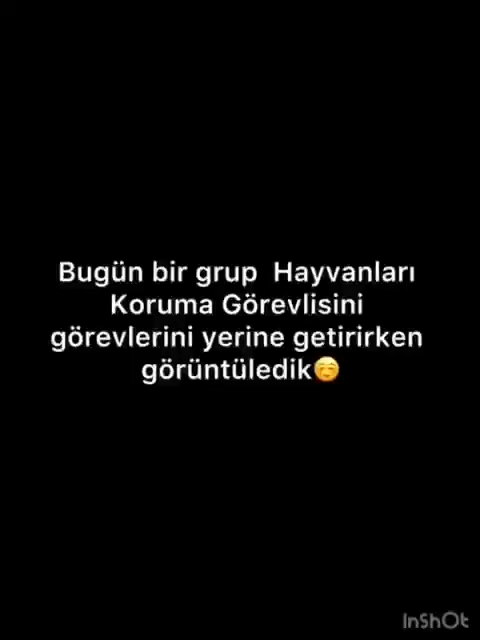 Bugün bir grup  Hayvanları
Koruma Görevlisini
görevlerini yerine getirirken
görüntüledik☺️
InShOt